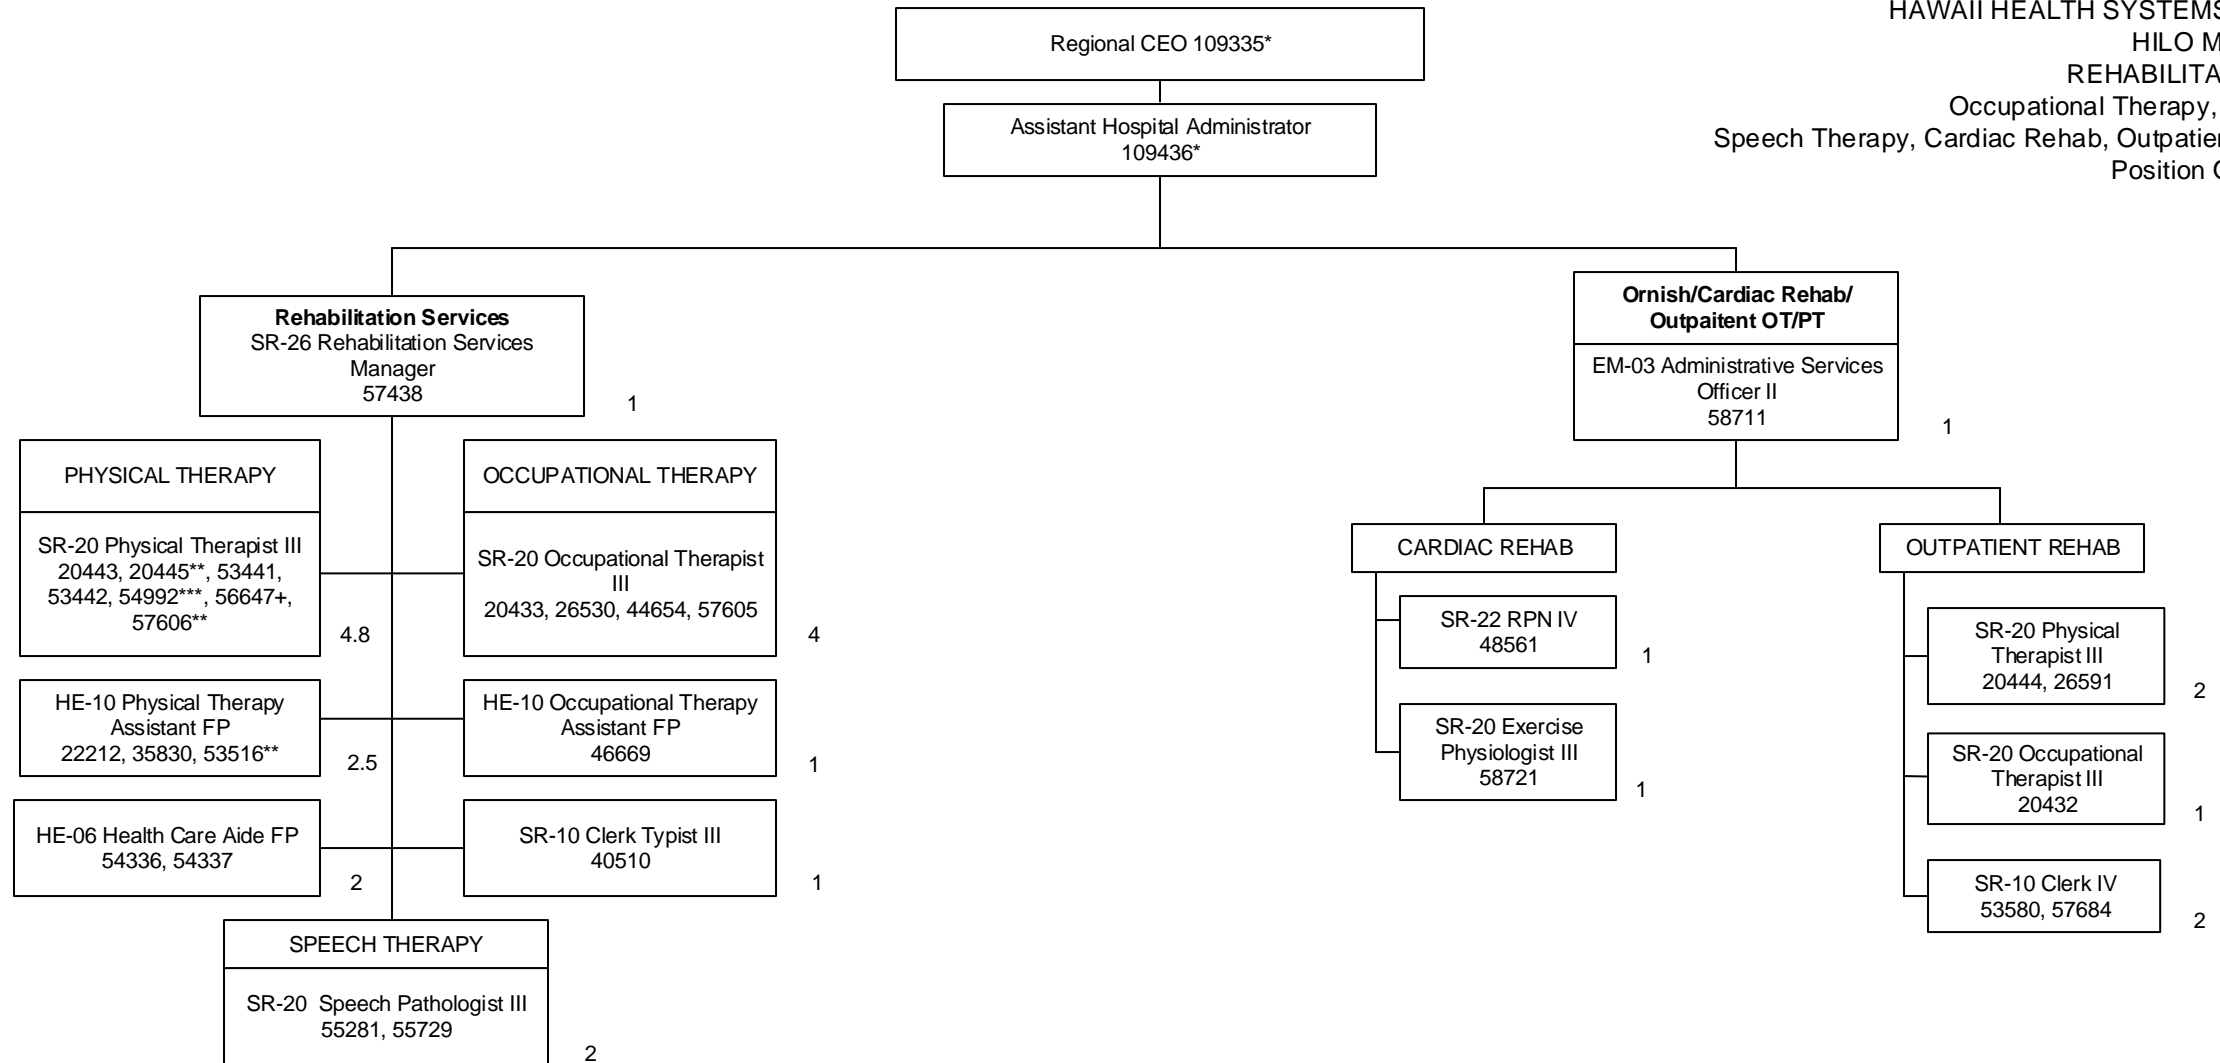 HAWAII HEALTH SYSTEMS
HILO
REHABILITA
Occupational Therapy,
Speech Therapy, Cardiac Rehab, Outpatien
Position
Regional CEO 109335*
Assistant Hospital Administrator
109436*
Rehabilitation Services
SR-26 Rehabilitation Services
Manager
57438
1
PHYSICAL THERAPY
SR-20 Physical Therapist III
20443, 20445**, 53441,
53442, 54992***, 56647+,
57606**
4.8
HE-10 Physical Therapy
Assistant FP
22212, 35830, 53516**
2.5
HE-06 Health Care Aide FP
54336, 54337
2
OCCUPATIONAL THERAPY
SR-20 Occupational Therapist
III
20433, 26530, 44654, 57605
4
HE-10 Occupational Therapy
Assistant FP
46669
1
SR-10 Clerk Typist III
40510
1
SPEECH THERAPY
SR-20 Speech Pathologist III
55281, 55729
2
Ornish/Cardiac Rehab/
Outpaitent OT/PT
EM-03 Administrative Services
Officer II
58711
1
CARDIAC REHAB
SR-22 RPN IV
48561
1
SR-20 Exercise
Physiologist III
58721
1
OUTPATIENT REHAB
SR-20 Physical
Therapist III
20444, 26591
2
SR-20 Occupational
Therapist III
20432
1
SR-10 Clerk IV
53580, 57684
2